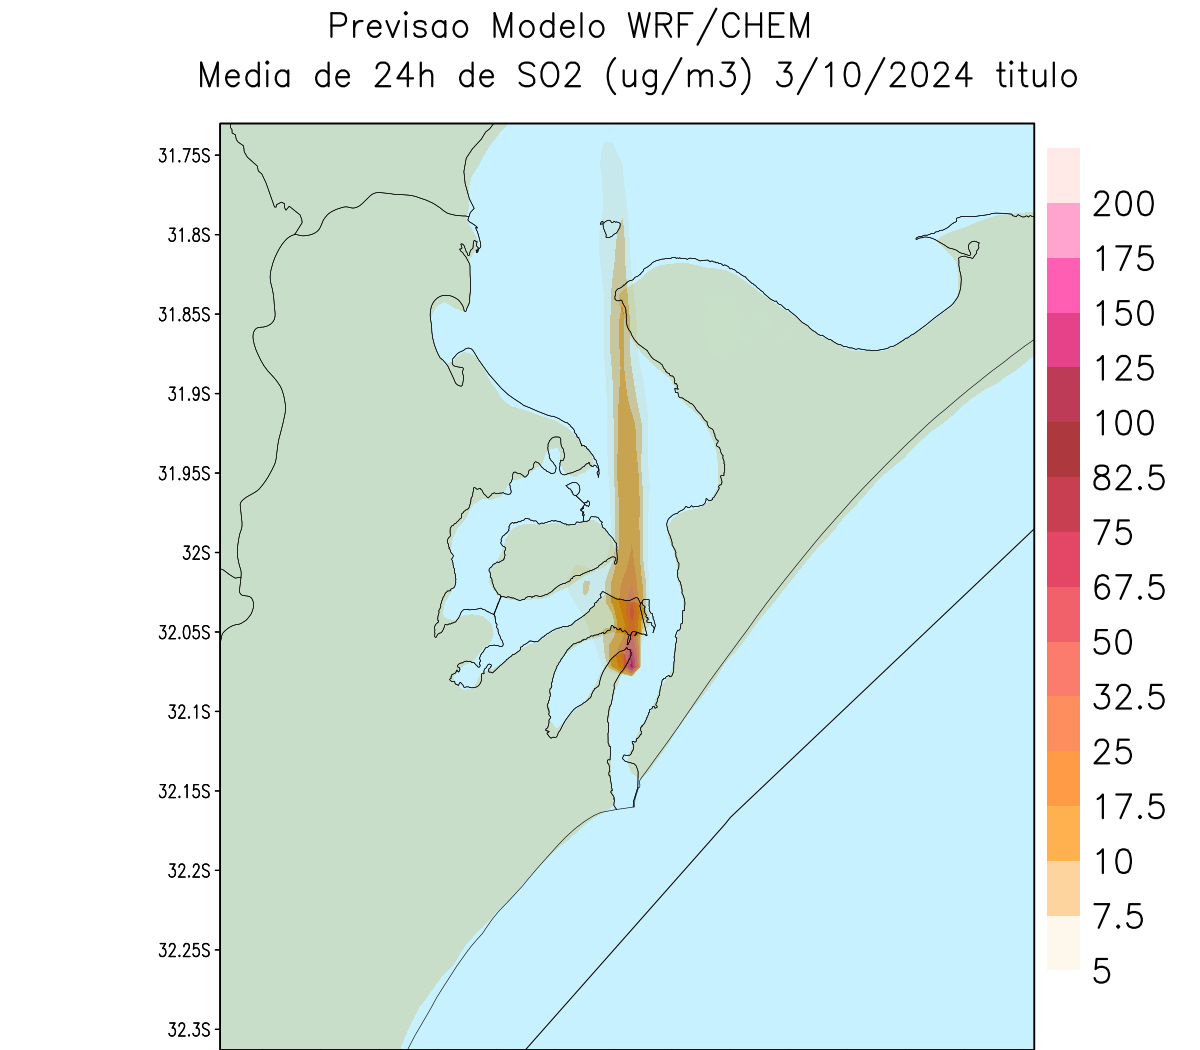 Previsao Modelo WRF/CHEM
Media de 24h de SO2 (ug/m3) 3/10/2024 titulo
31.75S
31.8S
31.85S
31.9S
31.95S
32S
32.05S
32.1S
32.15S
32.2S
32.25S
32.3S
200
175
150
125
100
82.5
75
67.5
50
32.5
25
17.5
10
7.5
5